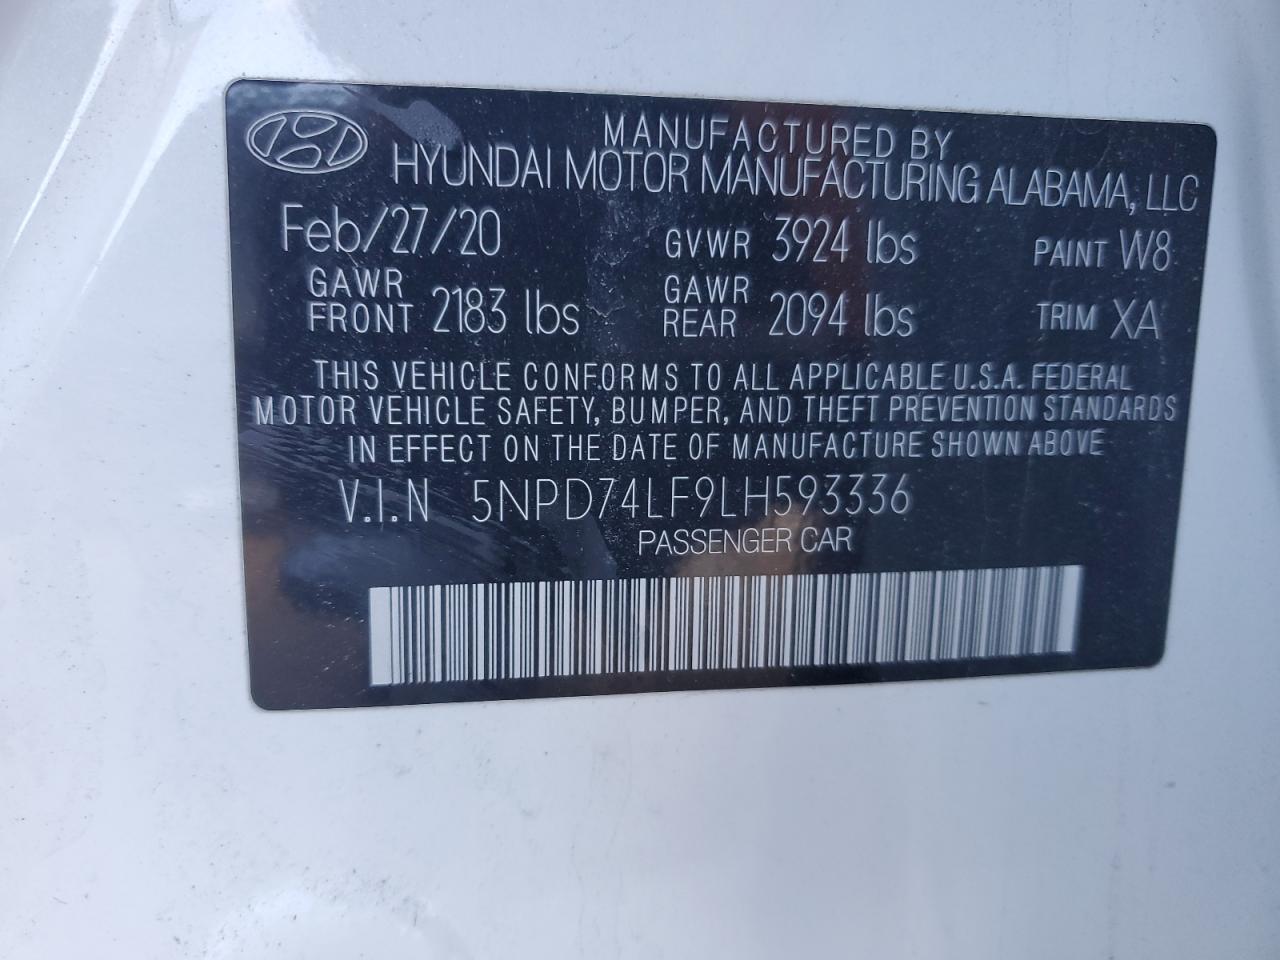 MANUFACTURED BY
HYUNDAI MOTOR MANUFACTURING ALABAMA, LLC
Feb/27/20 GVWR 3924 lbs PAINT W8
GAWR FRONT 2183 lbs GAWR REAR 2094 lbs TRIM XA
THIS VEHICLE CONFORMS TO ALL APPLICABLE U.S.A. FEDERAL
MOTOR VEHICLE SAFETY, BUMPER, AND THEFT PREVENTION STANDARDS
IN EFFECT ON THE DATE OF MANUFACTURE SHOWN ABOVE
V.I.N 5NPD74LF9LH593336
PASSENGER CAR